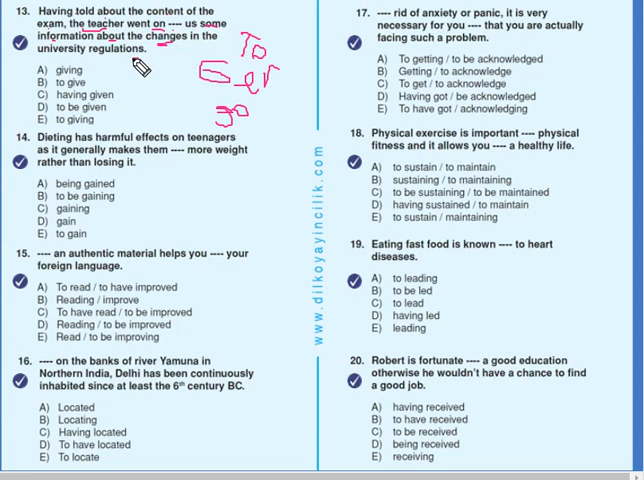 13. Having told about the content of the
exam, the teacher went on ---- us some
information about the changes in the
university regulations.
A) giving
B) to give
C) having given
D) to be given
E) to giving
To
Ger
14. Dieting has harmful effects on teenagers
as it generally makes them ---- more weight
rather than losing it.
A) being gained
B) to be gaining
C) gaining
D) gain
E) to gain
15. ---- an authentic material helps you ---- your
foreign language.
A) To read / to have improved
B) Reading / improve
C) To have read / to be improved
D) Reading / to be improved
E) Read / to be improving
16. ---- on the banks of river Yamuna in
Northern India, Delhi has been continuously
inhabited since at least the 6th century BC.
A) Located
B) Locating
C) Having located
D) To have located
E) To locate
www.dilkoyayincilik.com
17. ---- rid of anxiety or panic, it is very
necessary for you ---- that you are actually
facing such a problem.
A) To getting / to be acknowledged
B) Getting / to acknowledge
C) To get / to acknowledge
D) Having got / be acknowledged
E) To have got / acknowledging
18. Physical exercise is important ---- physical
fitness and it allows you ---- a healthy life.
A) to sustain / to maintain
B) sustaining / to maintaining
C) to be sustaining / to be maintained
D) having sustained / to maintain
E) to sustain / maintaining
19. Eating fast food is known ---- to heart
diseases.
A) to leading
B) to be led
C) to lead
D) having led
E) leading
20. Robert is fortunate ---- a good education
otherwise he wouldn't have a chance to find
a good job.
A) having received
B) to have received
C) to be received
D) being received
E) receiving